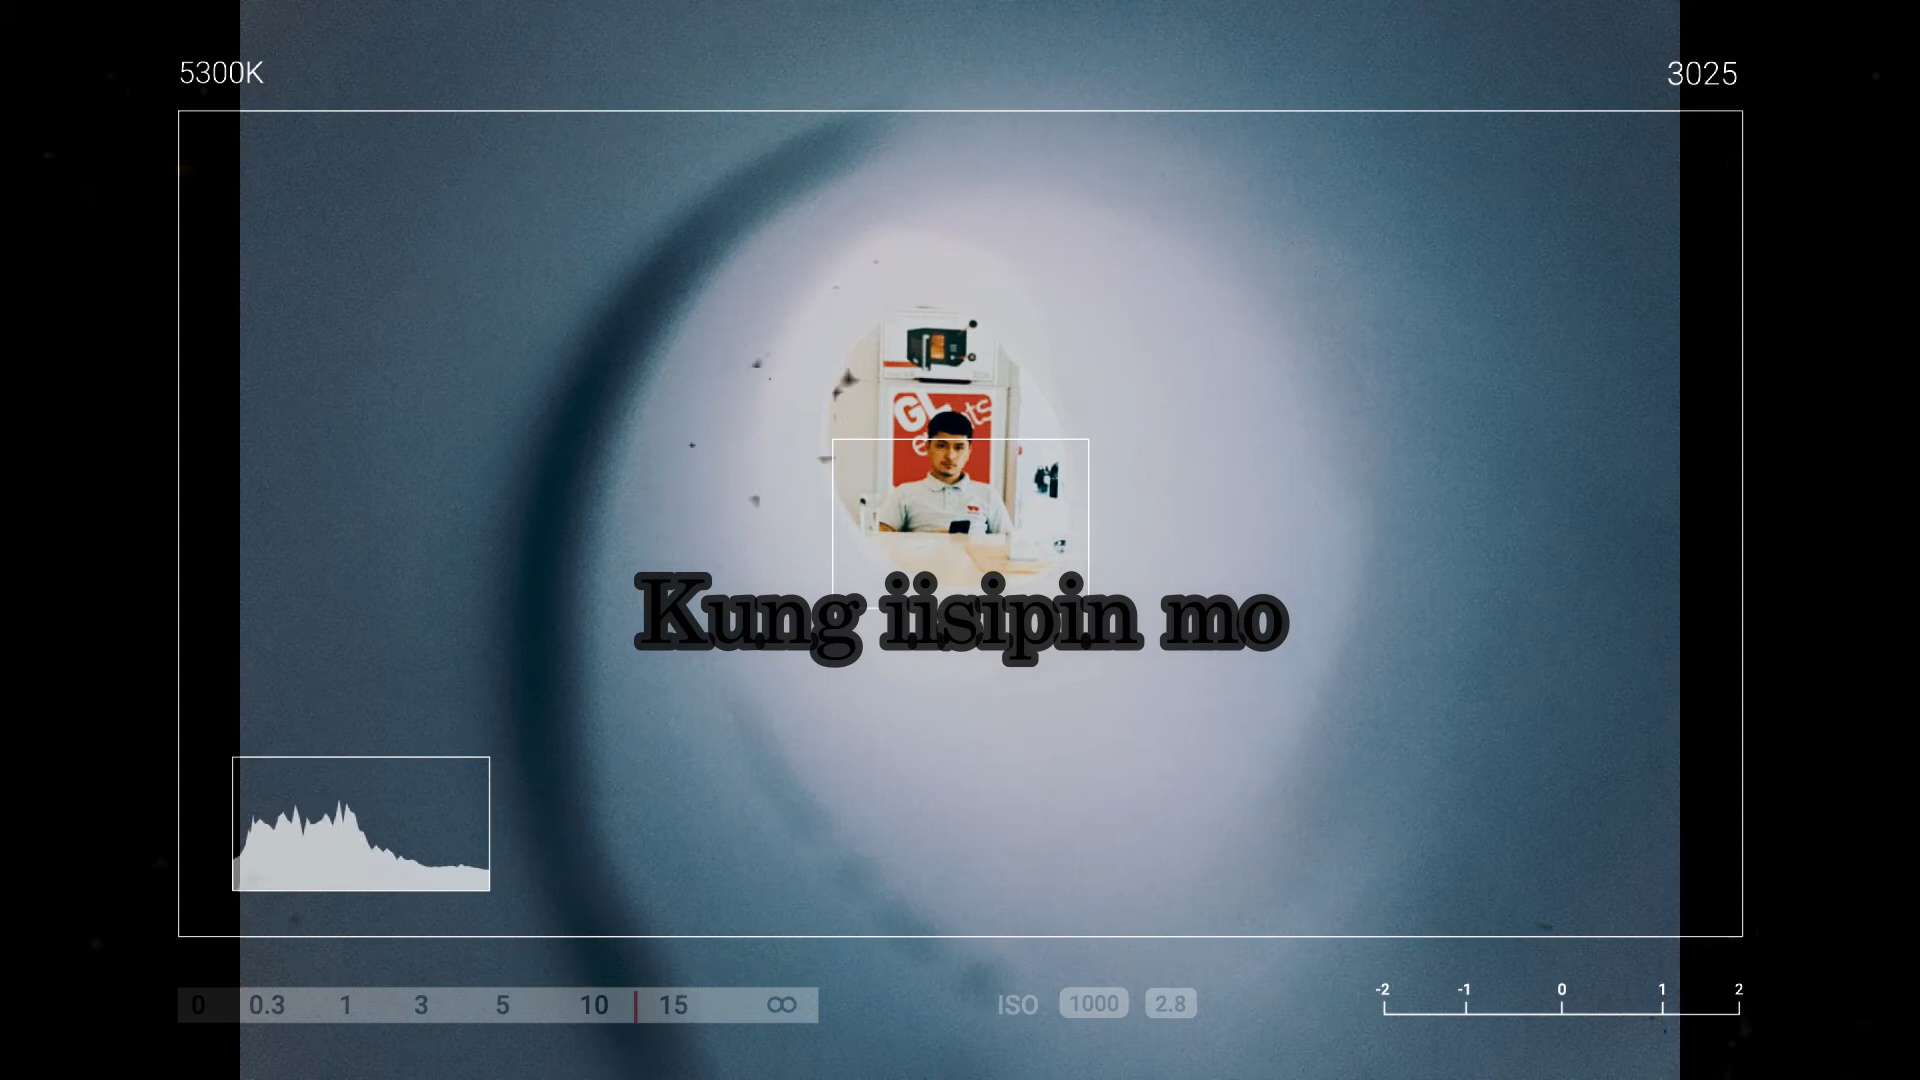 5300K
3025
Kung iisipin mo
0 0.3 1 3 5 10 15 ∞
ISO 1000 2.8
-2 -1 0 1 2